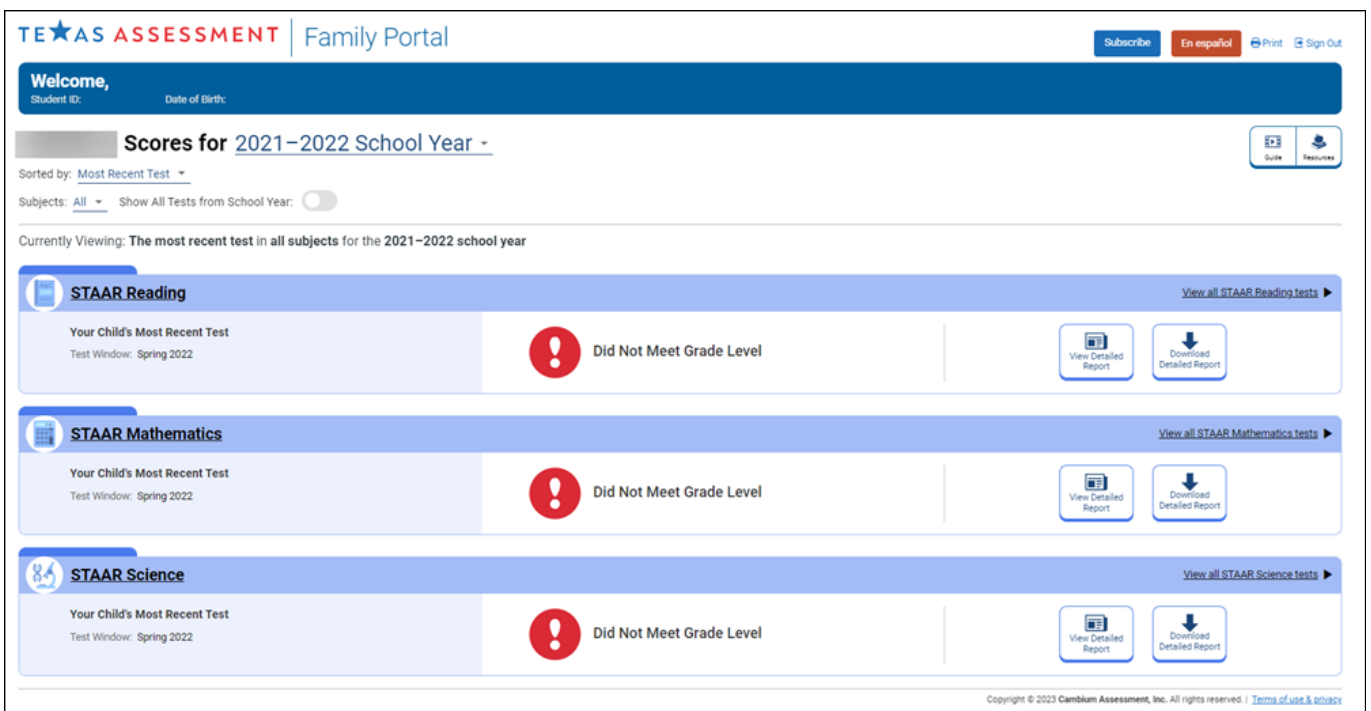 TEXAS ASSESSMENT Family Portal
Subscribe En español Print Sign Out
Welcome,
Student ID: Date of Birth:
Scores for 2021–2022 School Year
Guide Resources
Sorted by: Most Recent Test
Subjects: All Show All Tests from School Year:
Currently Viewing: The most recent test in all subjects for the 2021–2022 school year
STAAR Reading View all STAAR Reading tests
Your Child's Most Recent Test
Test Window: Spring 2022
Did Not Meet Grade Level
View Detailed
Report
Download
Detailed Report
STAAR Mathematics View all STAAR Mathematics tests
Your Child's Most Recent Test
Test Window: Spring 2022
Did Not Meet Grade Level
View Detailed
Report
Download
Detailed Report
STAAR Science View all STAAR Science tests
Your Child's Most Recent Test
Test Window: Spring 2022
Did Not Meet Grade Level
View Detailed
Report
Download
Detailed Report
Copyright © 2023 Cambium Assessment, Inc. All rights reserved. | Terms of use & privacy